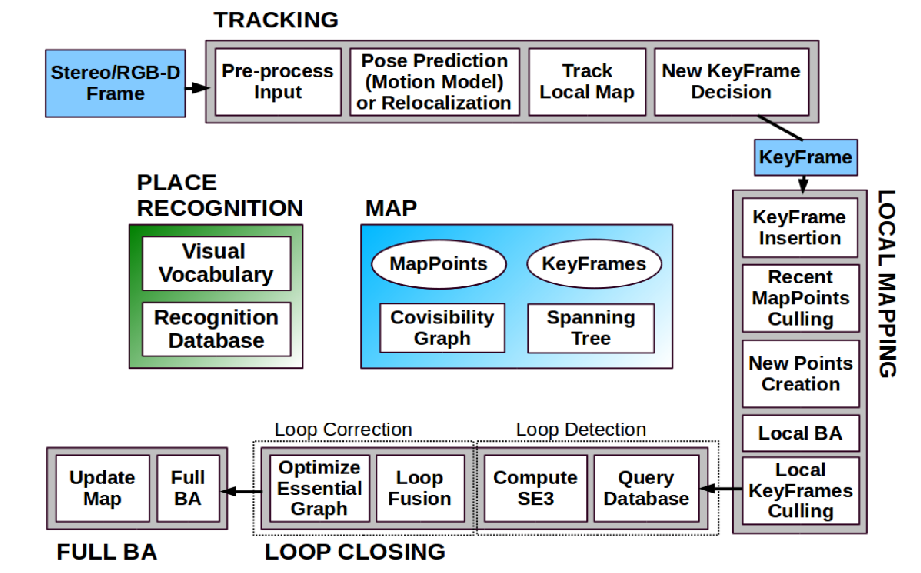 TRACKING
Stereo/RGB-D
Frame
Pre-process
Input
Pose Prediction
(Motion Model)
or Relocalization
Track
Local Map
New KeyFrame
Decision
KeyFrame
PLACE
RECOGNITION
Visual
Vocabulary
Recognition
Database
MAP
MapPoints
KeyFrames
Covisibility
Graph
Spanning
Tree
LOCAL MAPPING
KeyFrame
Insertion
Recent
MapPoints
Culling
New Points
Creation
Local BA
Local
KeyFrames
Culling
Loop Correction
Loop Detection
Optimize
Essential
Graph
Loop
Fusion
Compute
SE3
Query
Database
Update
Map
Full
BA
FULL BA
LOOP CLOSING